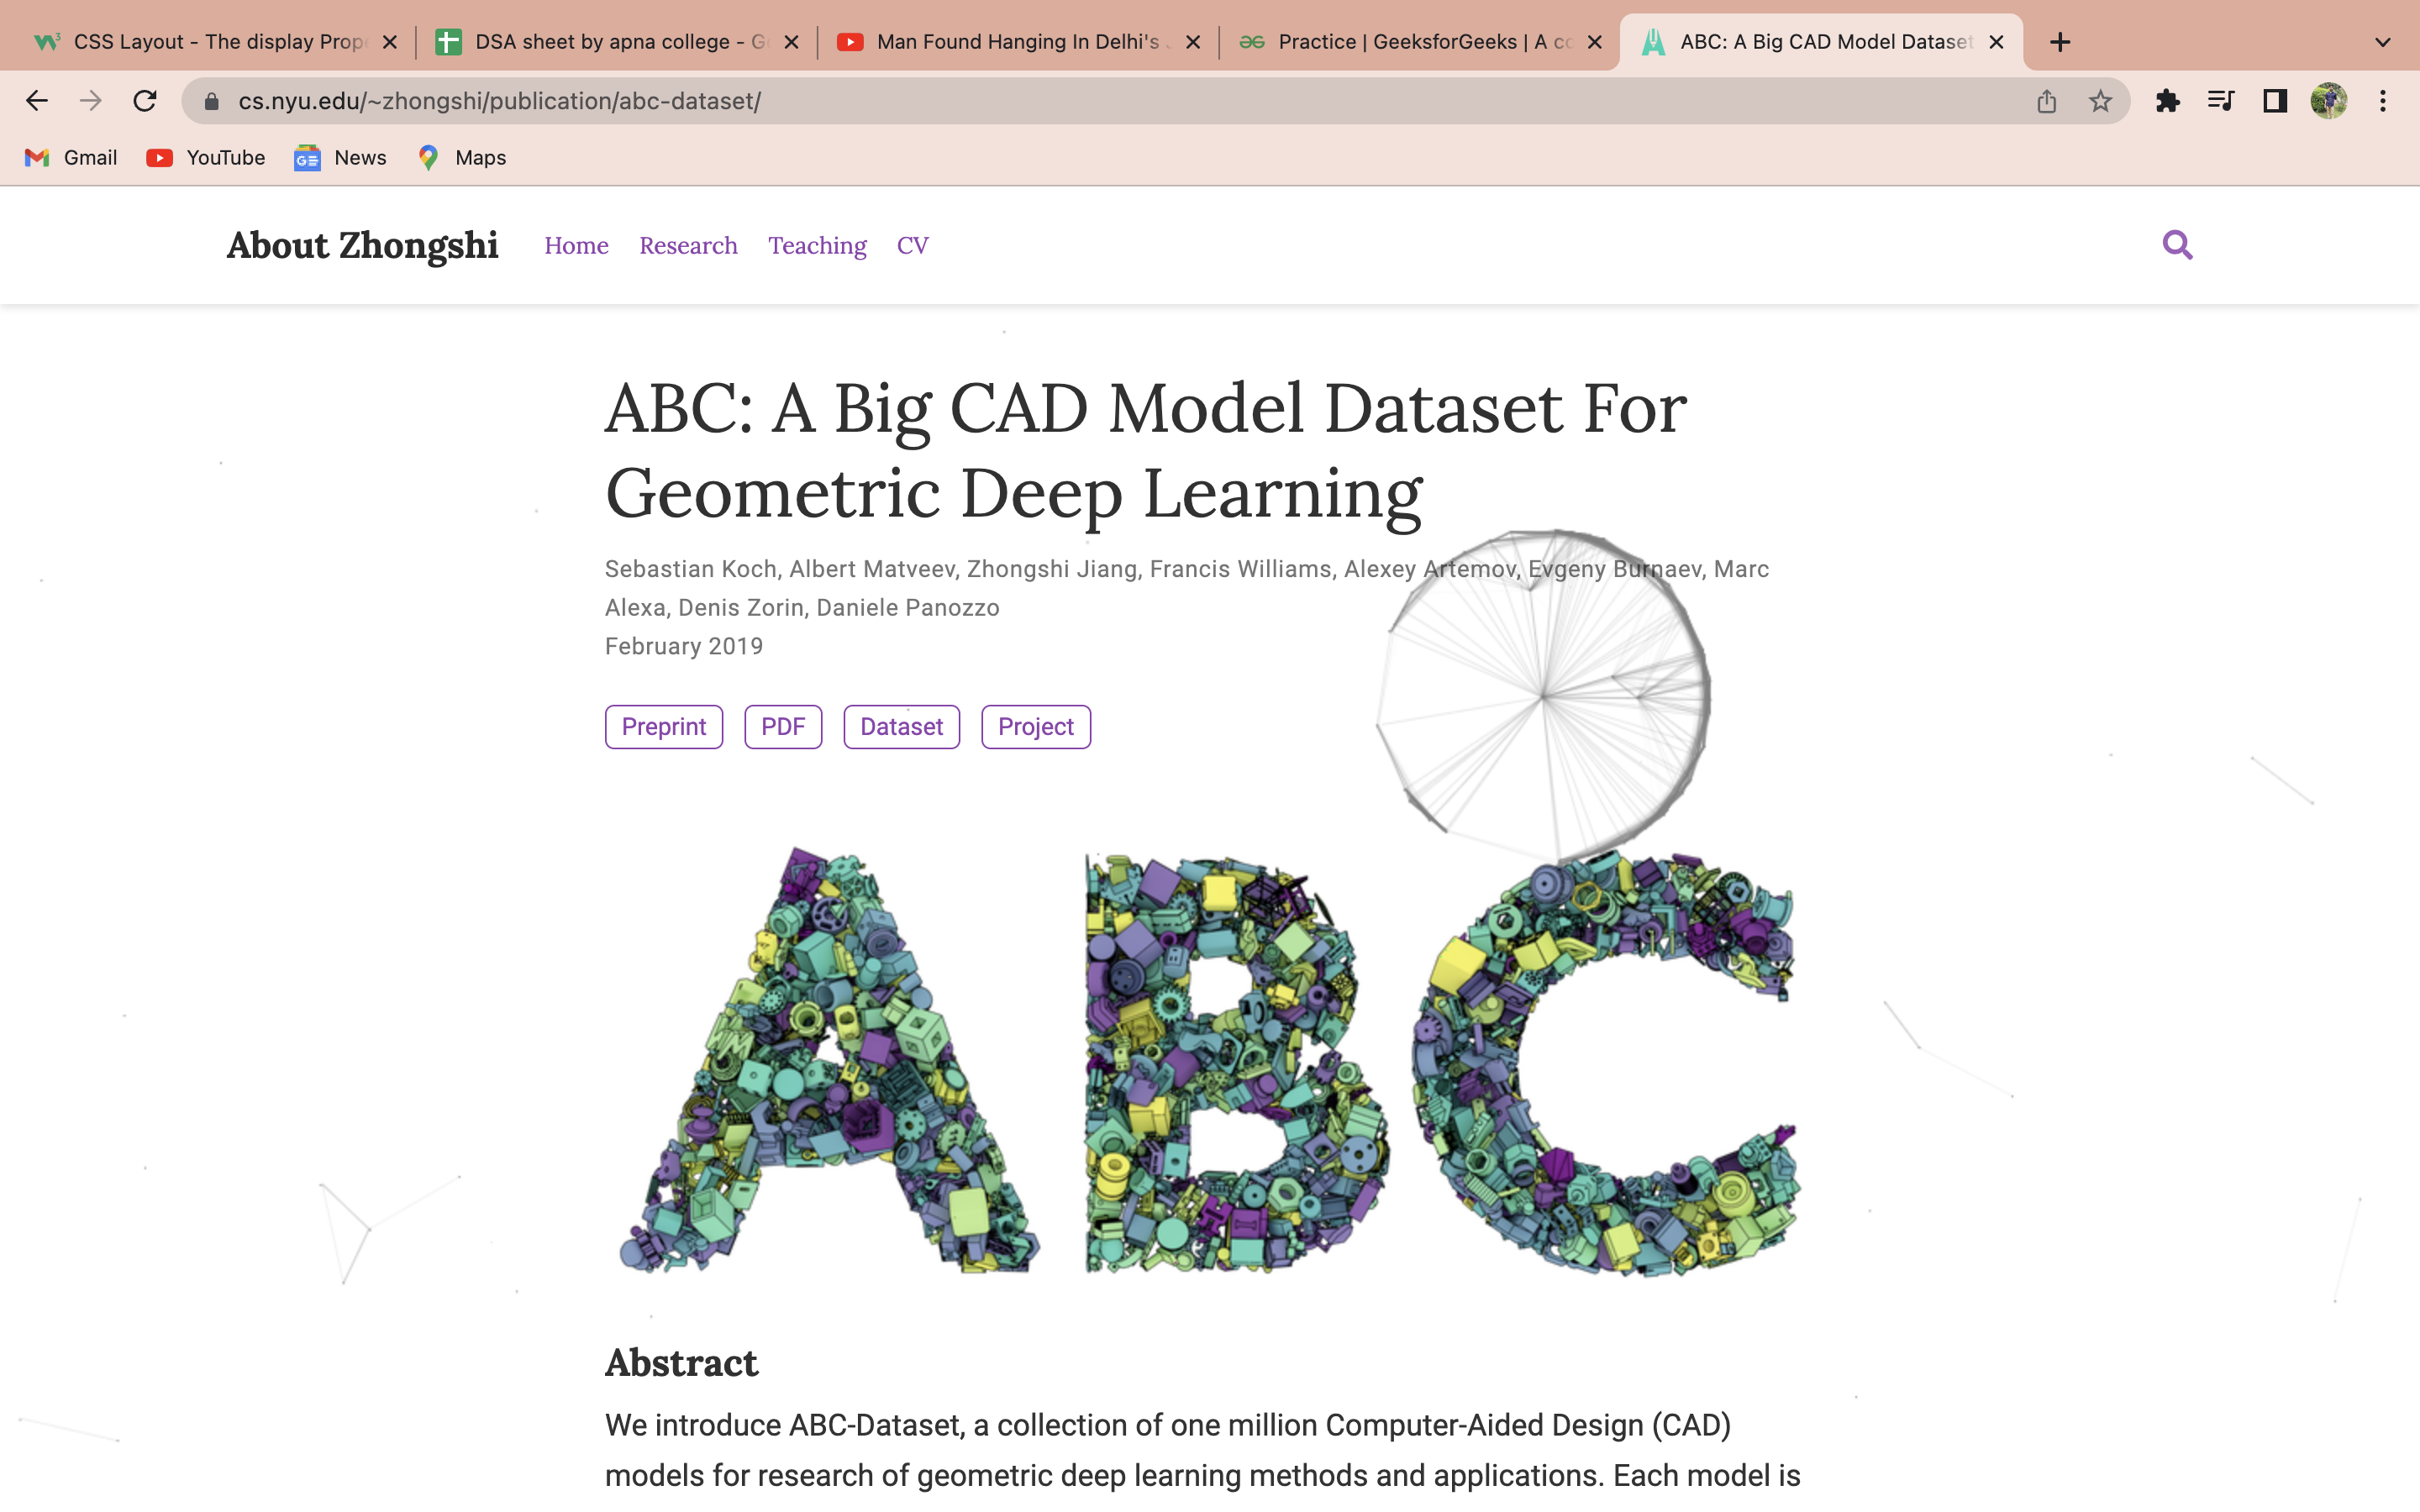 CSS Layout - The display Prop
DSA sheet by apna college - G
Man Found Hanging In Delhi's
Practice | GeeksforGeeks | A co
ABC: A Big CAD Model Dataset
cs.nyu.edu/~zhongshi/publication/abc-dataset/
Gmail
YouTube
News
Maps
About Zhongshi
Home
Research
Teaching
CV
ABC: A Big CAD Model Dataset For
Geometric Deep Learning
Sebastian Koch, Albert Matveev, Zhongshi Jiang, Francis Williams, Alexey Artemov, Evgeny Burnaev, Marc
Alexa, Denis Zorin, Daniele Panozzo
February 2019
Preprint
PDF
Dataset
Project
ABC
Abstract
We introduce ABC-Dataset, a collection of one million Computer-Aided Design (CAD)
models for research of geometric deep learning methods and applications. Each model is